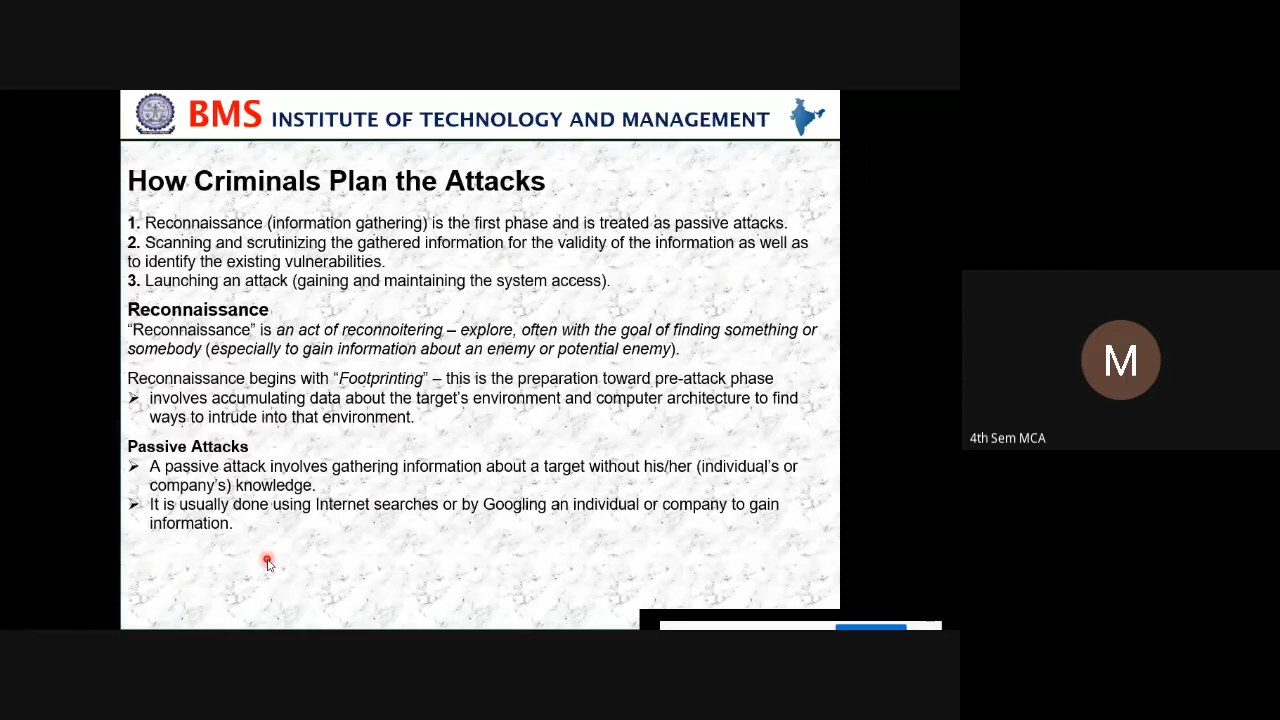 BMS INSTITUTE OF TECHNOLOGY AND MANAGEMENT
How Criminals Plan the Attacks
1. Reconnaissance (information gathering) is the first phase and is treated as passive attacks.
2. Scanning and scrutinizing the gathered information for the validity of the information as well as
to identify the existing vulnerabilities.
3. Launching an attack (gaining and maintaining the system access).
Reconnaissance
“Reconnaissance” is an act of reconnoitering – explore, often with the goal of finding something or
somebody (especially to gain information about an enemy or potential enemy).
Reconnaissance begins with “Footprinting” – this is the preparation toward pre-attack phase
➢ involves accumulating data about the target’s environment and computer architecture to find
ways to intrude into that environment.
Passive Attacks
➢ A passive attack involves gathering information about a target without his/her (individual’s or
company’s) knowledge.
➢ It is usually done using Internet searches or by Googling an individual or company to gain
information.
M
4th Sem MCA